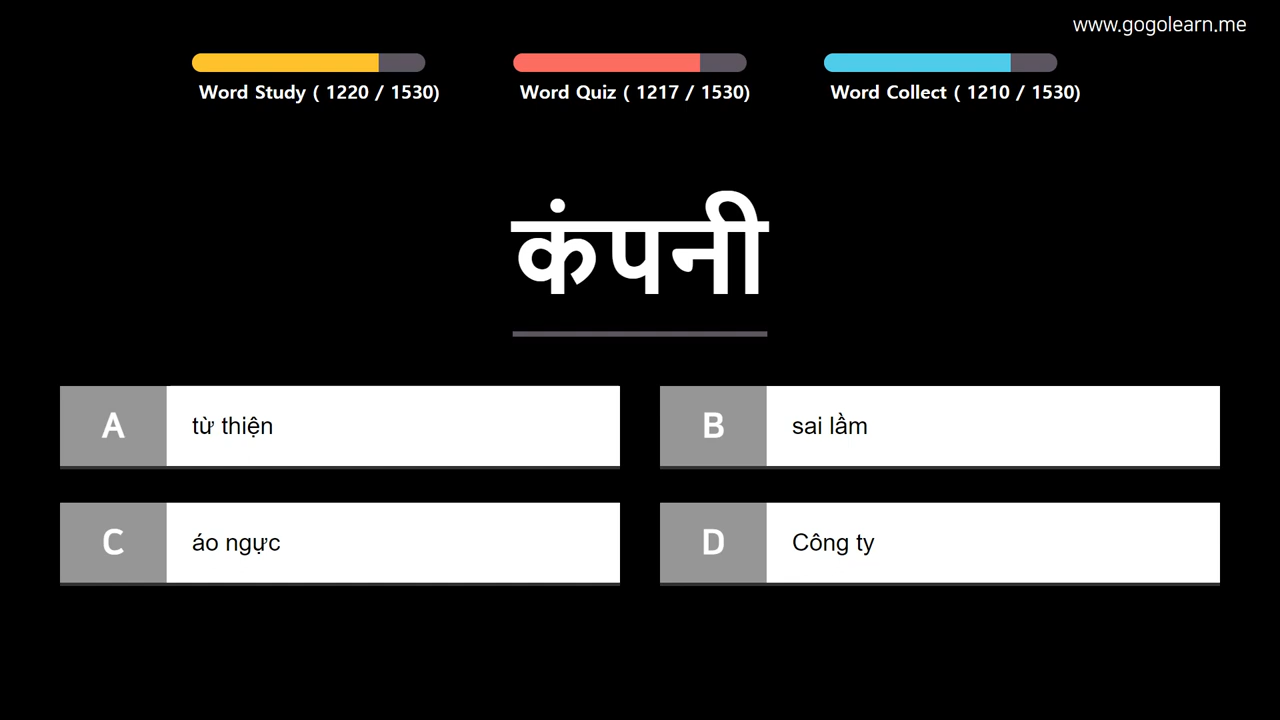 www.gogolearn.me
Word Study ( 1220 / 1530)
Word Quiz ( 1217 / 1530)
Word Collect ( 1210 / 1530)
कंपनी
A từ thiện
B sai lầm
C áo ngực
D Công ty